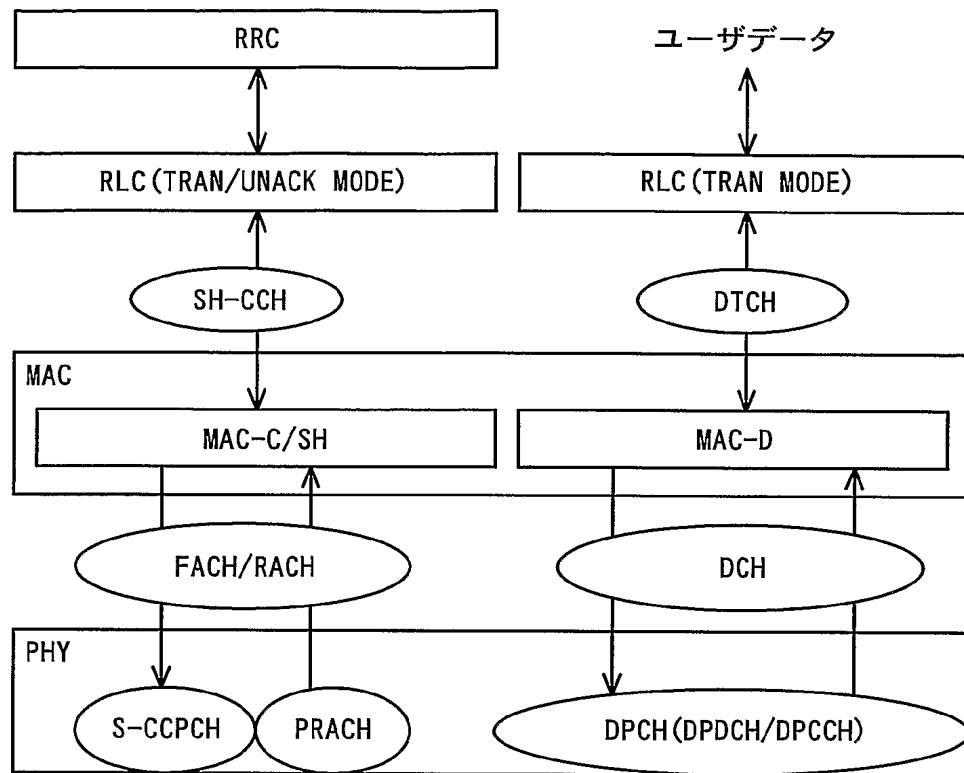 RRC
ユーザデータ
RLC(TRAN/UNACK MODE)
RLC(TRAN MODE)
SH-CCH
DTCH
MAC
MAC-C/SH
MAC-D
FACH/RACH
DCH
PHY
S-CCPCH
PRACH
DPCH(DPDCH/DPCCH)